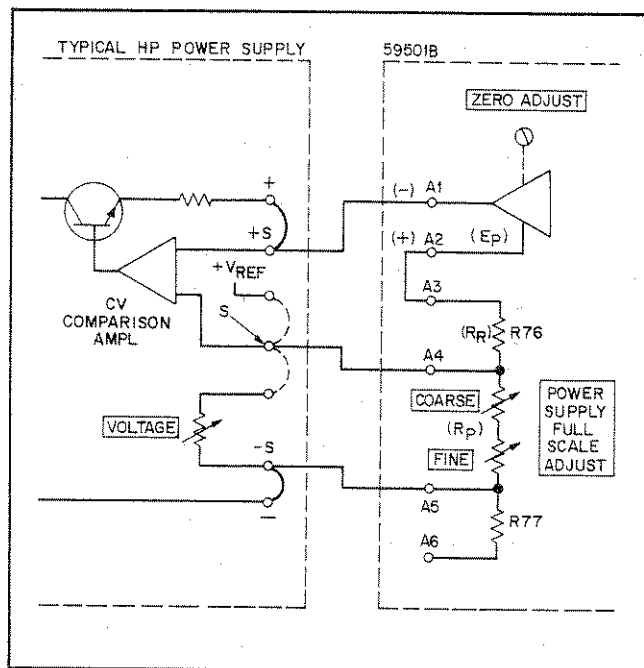 TYPICAL HP POWER SUPPLY
59501B
ZERO ADJUST
+
(-) A1
+S
(+) A2
(EP)
+VREF
A3
CV
COMPARISON
AMPL
S
(RR) R76
A4
COARSE
POWER
SUPPLY
FULL
SCALE
ADJUST
VOLTAGE
(RP)
-S
FINE
A5
−
R77
A6